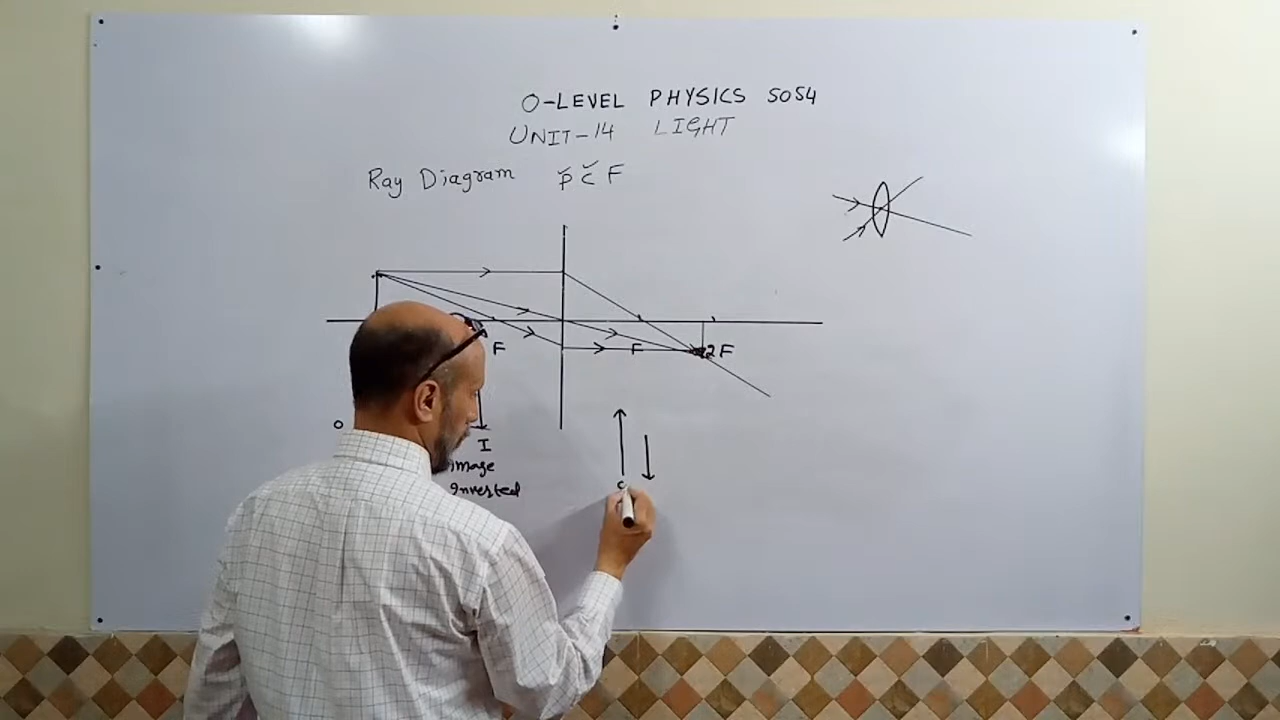 O-LEVEL PHYSICS 5054
UNIT-14 LIGHT
Ray Diagram P C F
F F 2F
O
I
image
Inverted